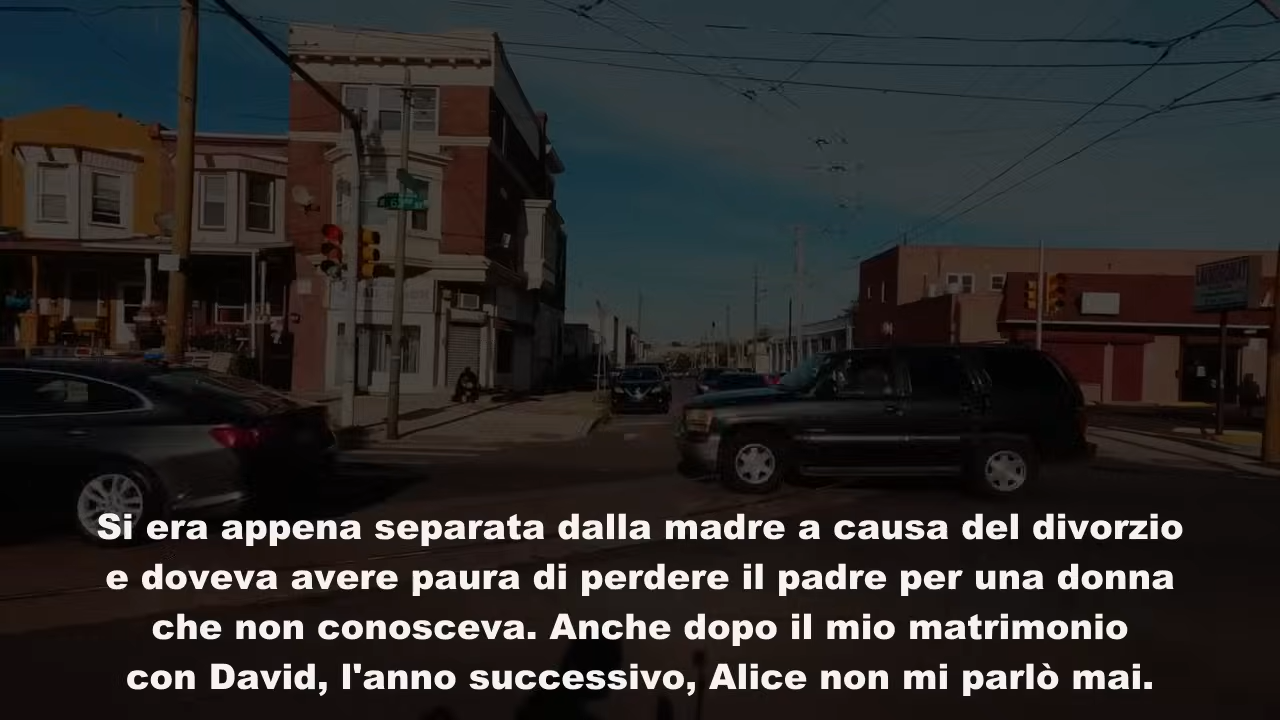 Si era appena separata dalla madre a causa del divorzio
e doveva avere paura di perdere il padre per una donna
che non conosceva. Anche dopo il mio matrimonio
con David, l'anno successivo, Alice non mi parlò mai.